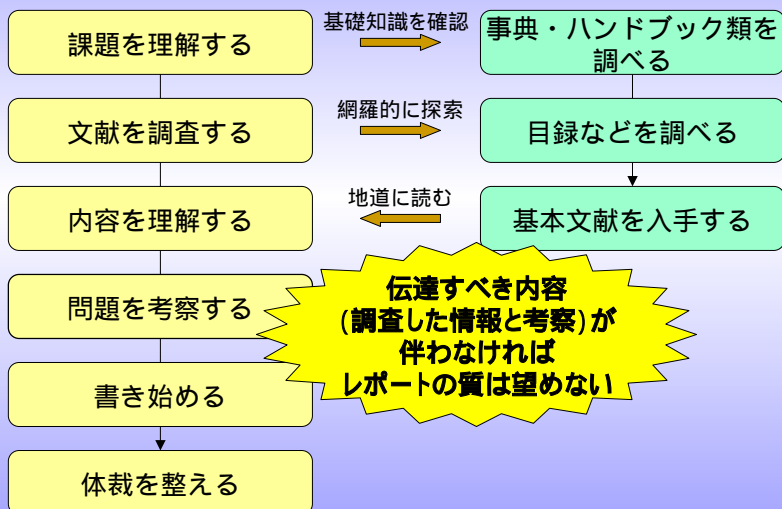 課題を理解する
基礎知識を確認
事典・ハンドブック類を
調べる
文献を調査する
網羅的に探索
目録などを調べる
内容を理解する
地道に読む
基本文献を入手する
問題を考察する
伝達すべき内容
(調査した情報と考察)が
伴わなければ
レポートの質は望めない
書き始める
体裁を整える